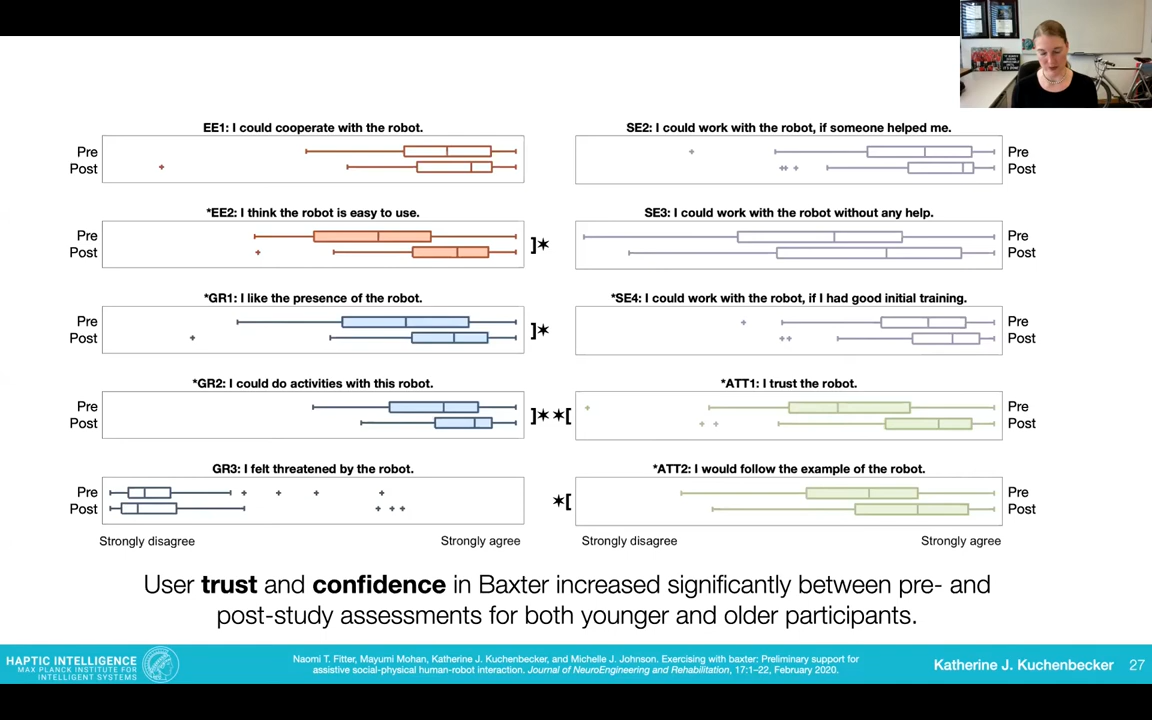 EE1: I could cooperate with the robot.
Pre
Post
*EE2: I think the robot is easy to use.
Pre
Post
]*
*GR1: I like the presence of the robot.
Pre
Post
]*
*GR2: I could do activities with this robot.
Pre
Post
]*
GR3: I felt threatened by the robot.
Pre
Post
Strongly disagree
Strongly agree
SE2: I could work with the robot, if someone helped me.
Pre
Post
SE3: I could work with the robot without any help.
Pre
Post
*SE4: I could work with the robot, if I had good initial training.
Pre
Post
*ATT1: I trust the robot.
*[
Pre
Post
*ATT2: I would follow the example of the robot.
*[
Pre
Post
Strongly disagree
Strongly agree
User trust and confidence in Baxter increased significantly between pre- and
post-study assessments for both younger and older participants.
HAPTIC INTELLIGENCE
MAX PLANCK INSTITUTE FOR
INTELLIGENT SYSTEMS
Naomi T. Fitter, Mayumi Mohan, Katherine J. Kuchenbecker, and Michelle J. Johnson. Exercising with baxter: Preliminary support for
assistive social-physical human-robot interaction. Journal of NeuroEngineering and Rehabilitation, 17:1–22, February 2020.
Katherine J. Kuchenbecker
27